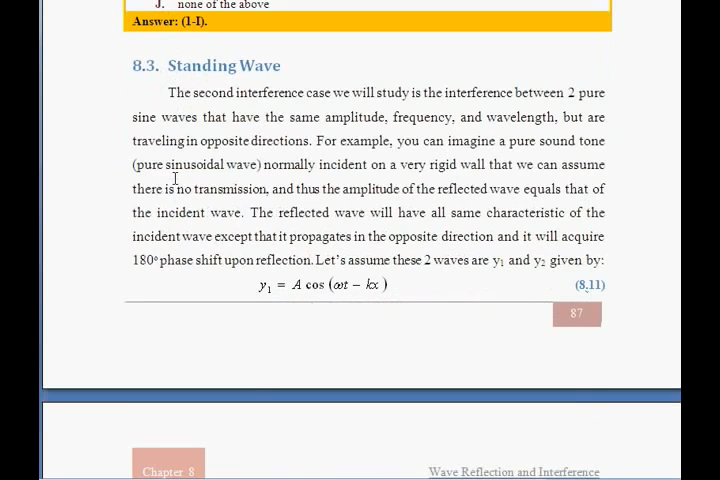 J. none of the above
Answer: (1-I).
8.3. Standing Wave
The second interference case we will study is the interference between 2 pure
sine waves that have the same amplitude, frequency, and wavelength, but are
traveling in opposite directions. For example, you can imagine a pure sound tone
(pure sinusoidal wave) normally incident on a very rigid wall that we can assume
there is no transmission, and thus the amplitude of the reflected wave equals that of
the incident wave. The reflected wave will have all same characteristic of the
incident wave except that it propagates in the opposite direction and it will acquire
180° phase shift upon reflection. Let's assume these 2 waves are y₁ and y₂ given by:
y₁ = A cos (ωt − kx) (8.11)
87
Chapter 8 Wave Reflection and Interference